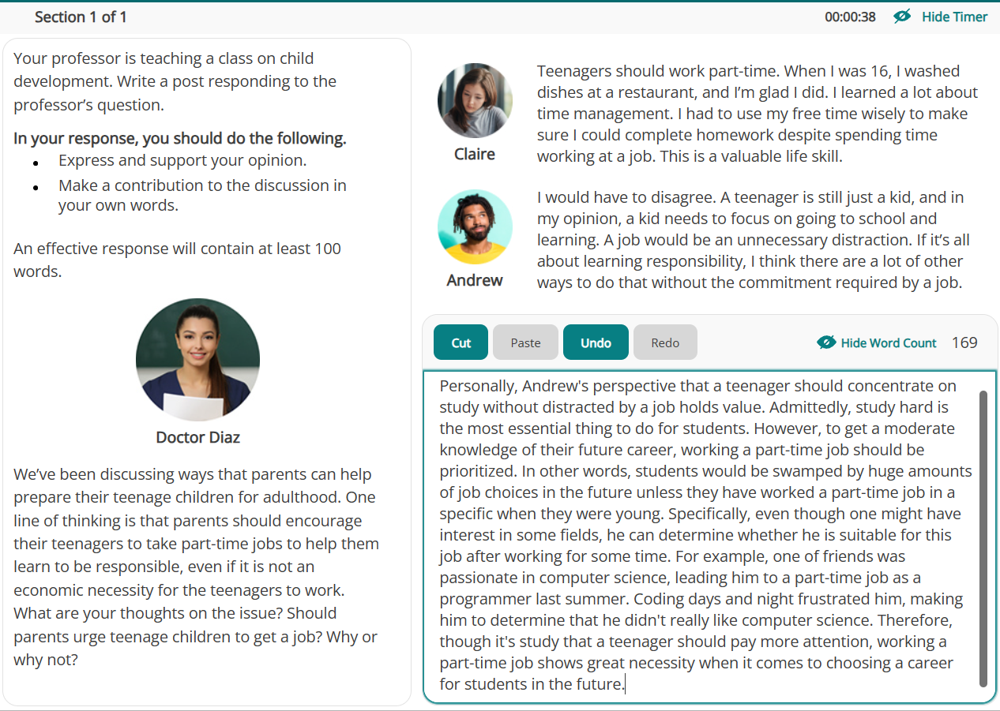 Section 1 of 1
00:00:38
Hide Timer
Your professor is teaching a class on child
development. Write a post responding to the
professor’s question.
In your response, you should do the following.
• Express and support your opinion.
• Make a contribution to the discussion in
your own words.
An effective response will contain at least 100
words.
Doctor Diaz
We’ve been discussing ways that parents can help
prepare their teenage children for adulthood. One
line of thinking is that parents should encourage
their teenagers to take part-time jobs to help them
learn to be responsible, even if it is not an
economic necessity for the teenagers to work.
What are your thoughts on the issue? Should
parents urge teenage children to get a job? Why or
why not?
Claire
Teenagers should work part-time. When I was 16, I washed
dishes at a restaurant, and I’m glad I did. I learned a lot about
time management. I had to use my free time wisely to make
sure I could complete homework despite spending time
working at a job. This is a valuable life skill.
Andrew
I would have to disagree. A teenager is still just a kid, and in
my opinion, a kid needs to focus on going to school and
learning. A job would be an unnecessary distraction. If it’s all
about learning responsibility, I think there are a lot of other
ways to do that without the commitment required by a job.
Cut
Paste
Undo
Redo
Hide Word Count
169
Personally, Andrew's perspective that a teenager should concentrate on
study without distracted by a job holds value. Admittedly, study hard is
the most essential thing to do for students. However, to get a moderate
knowledge of their future career, working a part-time job should be
prioritized. In other words, students would be swamped by huge amounts
of job choices in the future unless they have worked a part-time job in a
specific when they were young. Specifically, even though one might have
interest in some fields, he can determine whether he is suitable for this
job after working for some time. For example, one of friends was
passionate in computer science, leading him to a part-time job as a
programmer last summer. Coding days and night frustrated him, making
him to determine that he didn't really like computer science. Therefore,
though it's study that a teenager should pay more attention, working a
part-time job shows great necessity when it comes to choosing a career
for students in the future.